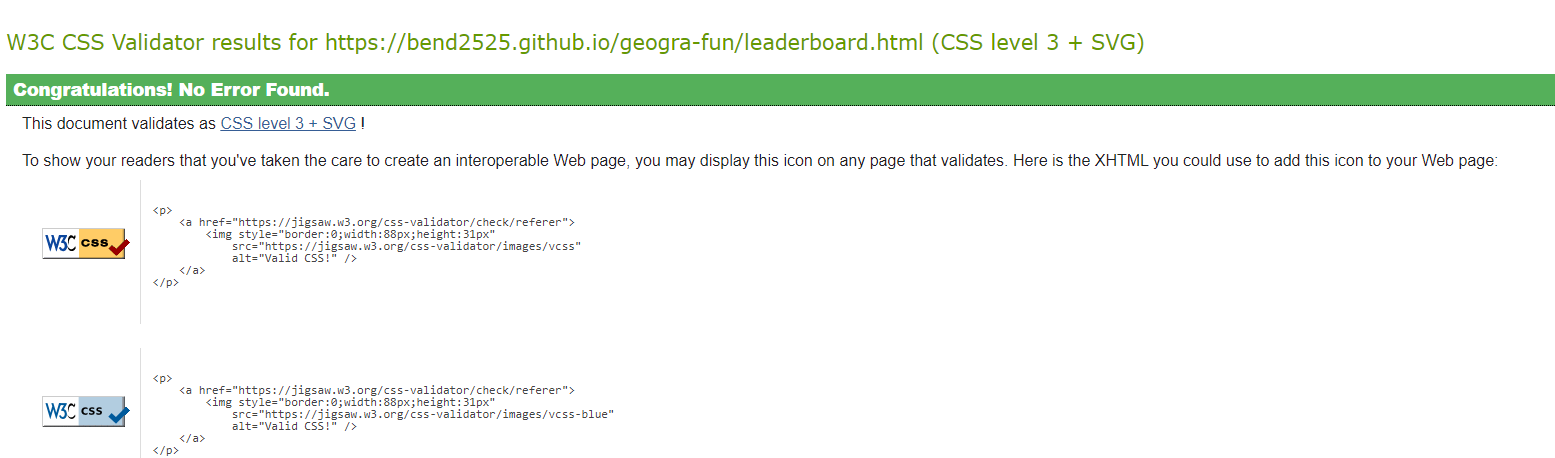 W3C CSS Validator results for https://bend2525.github.io/geogra-fun/leaderboard.html (CSS level 3 + SVG)
Congratulations! No Error Found.
This document validates as CSS level 3 + SVG !
To show your readers that you've taken the care to create an interoperable Web page, you may display this icon on any page that validates. Here is the XHTML you could use to add this icon to your Web page:
W3C css
<p>
    <a href="https://jigsaw.w3.org/css-validator/check/referer">
        <img style="border:0;width:88px;height:31px"
            src="https://jigsaw.w3.org/css-validator/images/vcss"
            alt="Valid CSS!" />
    </a>
</p>
W3C css
<p>
    <a href="https://jigsaw.w3.org/css-validator/check/referer">
        <img style="border:0;width:88px;height:31px"
            src="https://jigsaw.w3.org/css-validator/images/vcss-blue"
            alt="Valid CSS!" />
    </a>
</p>